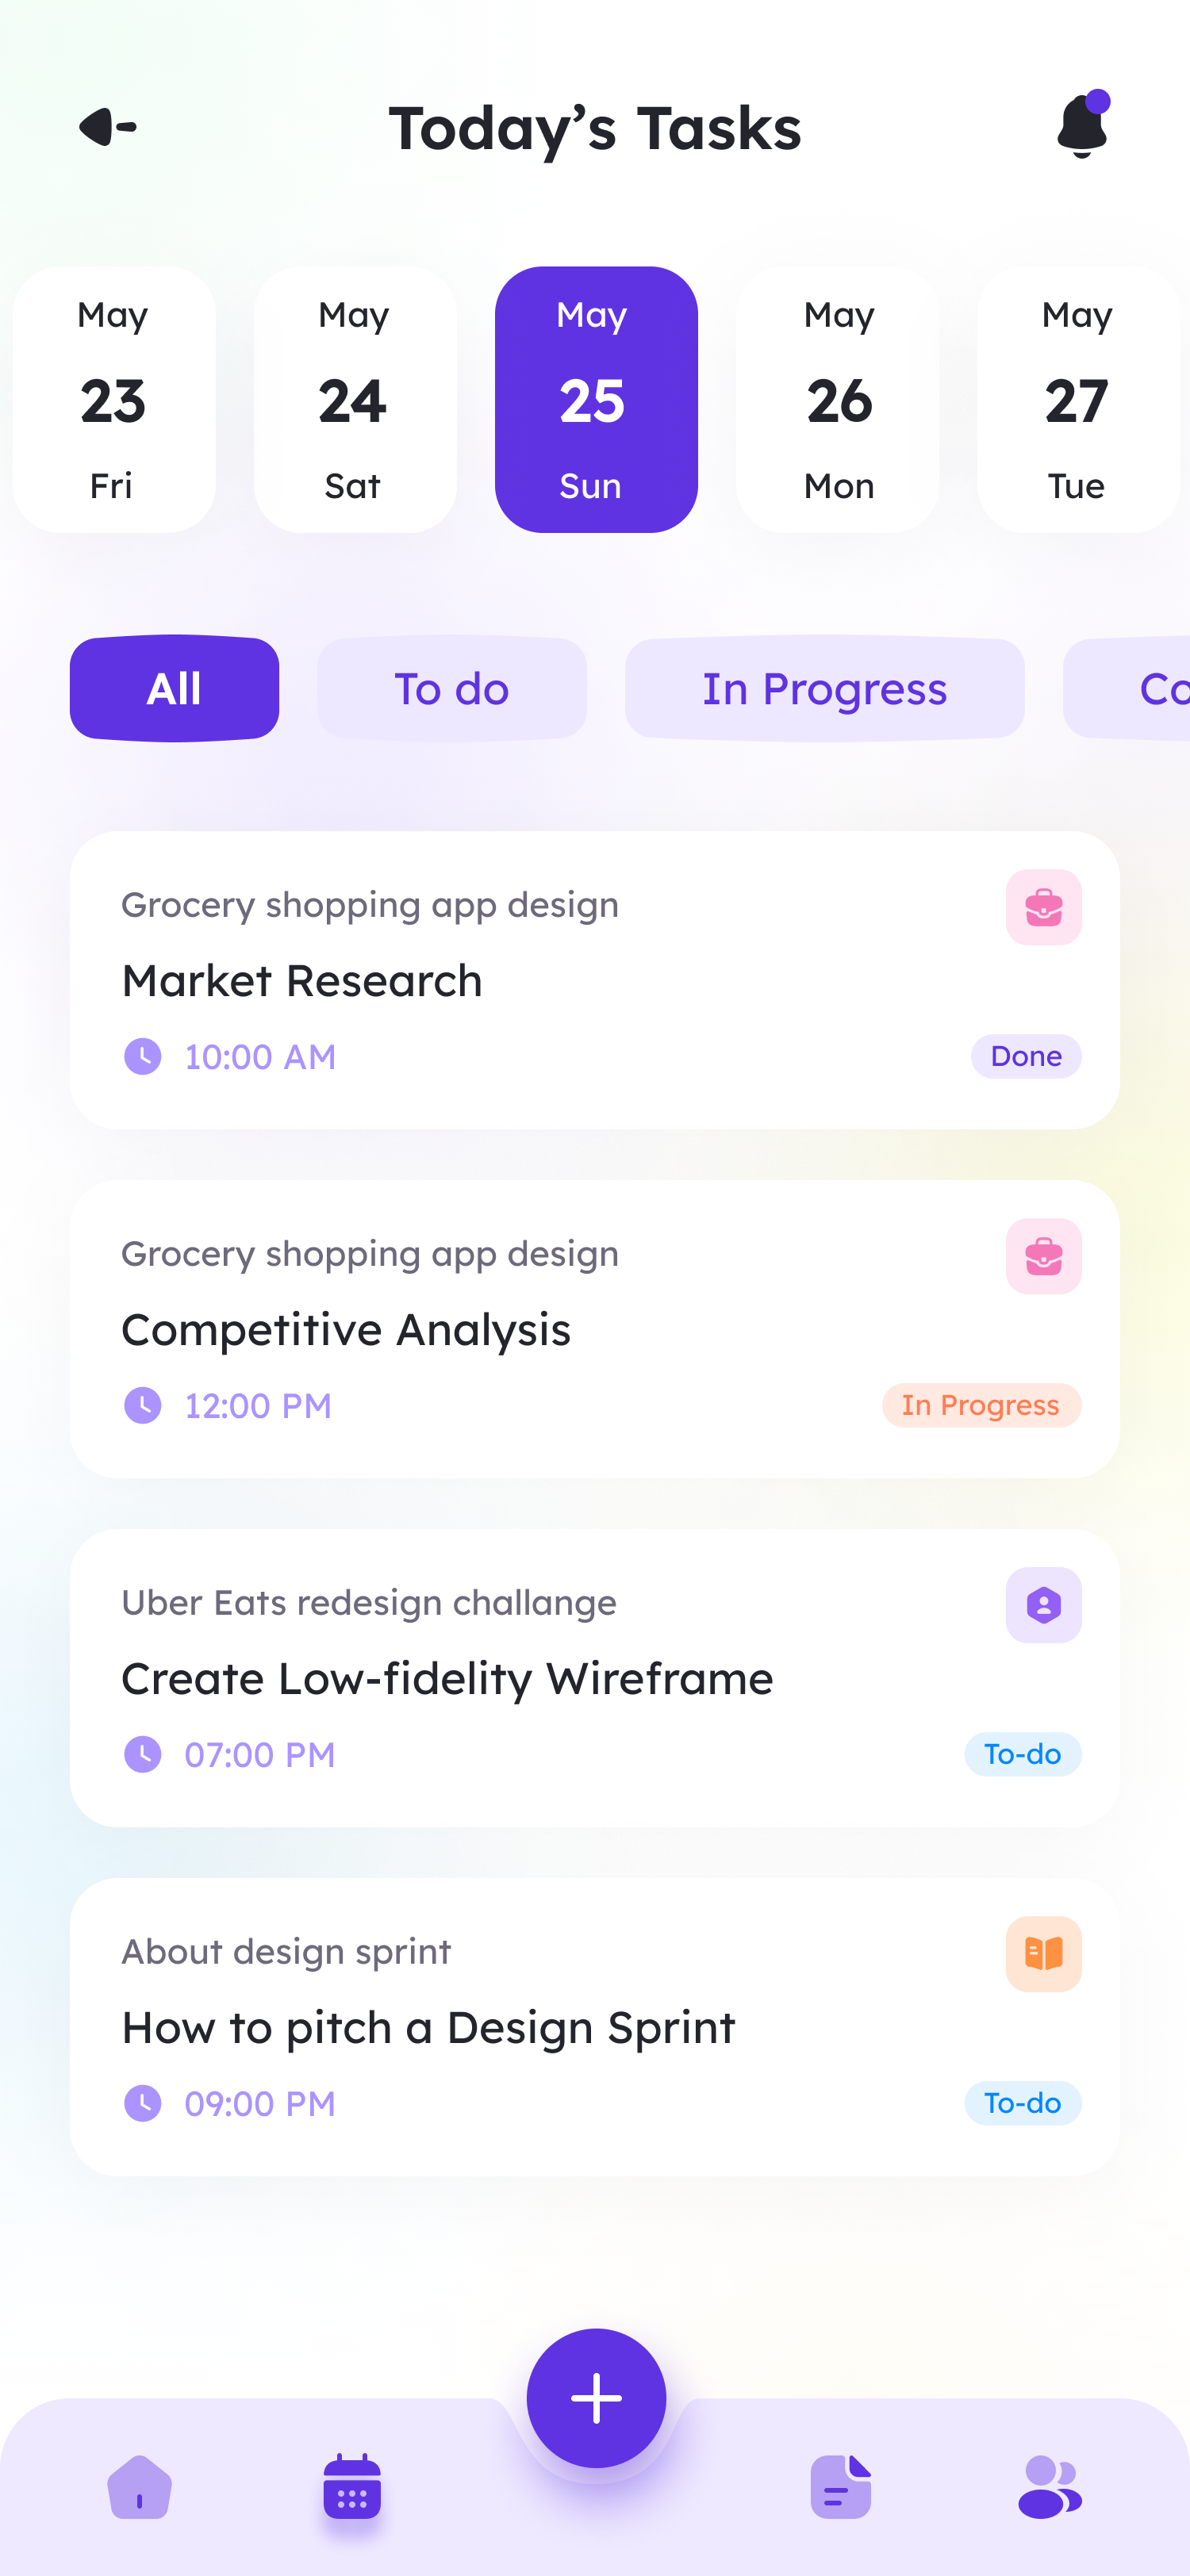 Today’s Tasks
May May May May May
23 24 25 26 27
Fri Sat Sun Mon Tue
All To do In Progress Co
Grocery shopping app design
Market Research
10:00 AM Done
Grocery shopping app design
Competitive Analysis
12:00 PM In Progress
Uber Eats redesign challange
Create Low-fidelity Wireframe
07:00 PM To-do
About design sprint
How to pitch a Design Sprint
09:00 PM To-do